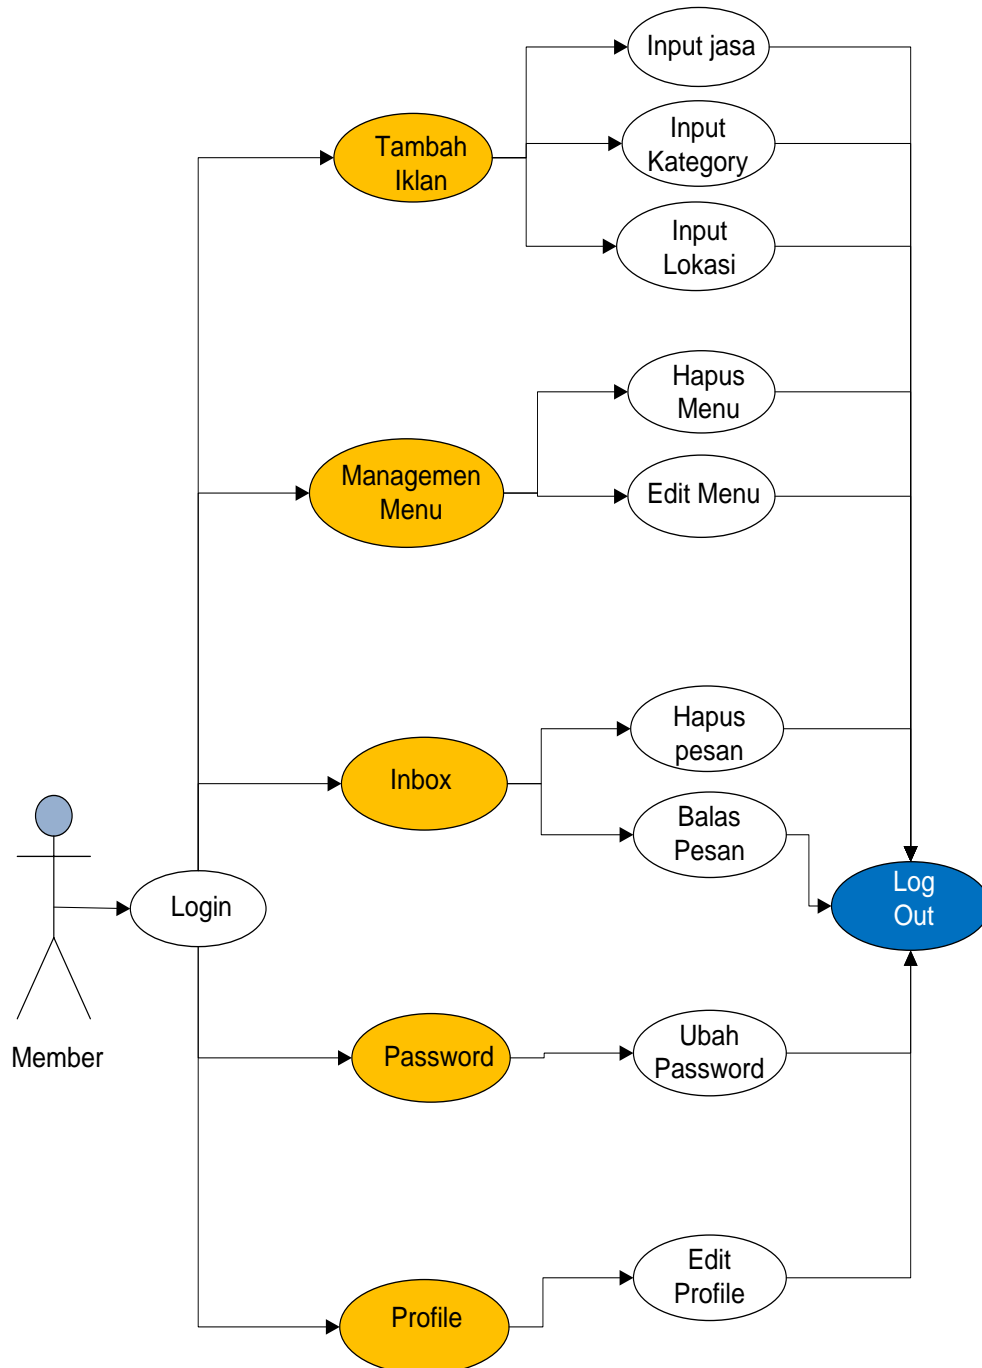 Input jasa
Tambah
Iklan
Input
Kategory
Input
Lokasi
Hapus
Menu
Managemen
Menu
Edit Menu
Hapus
pesan
Inbox
Balas
Pesan
Login
Log
Out
Member
Password
Ubah
Password
Edit
Profile
Profile